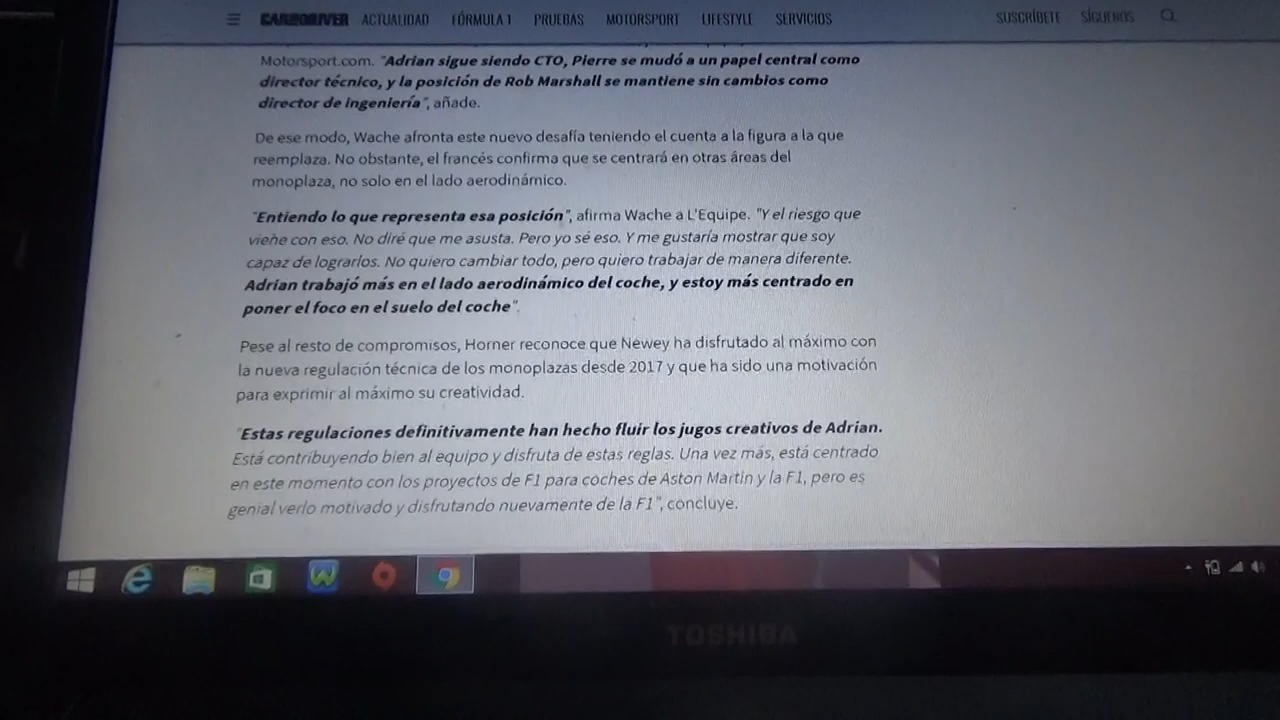 CAR AND DRIVER ACTUALIDAD FÓRMULA 1 PRUEBAS MOTORSPORT LIFESTYLE SERVICIOS SUSCRÍBETE SÍGUENOS
Motorsport.com. "Adrian sigue siendo CTO, Pierre se mudó a un papel central como
director técnico, y la posición de Rob Marshall se mantiene sin cambios como
director de ingeniería", añade.
De ese modo, Wache afronta este nuevo desafía teniendo el cuenta a la figura a la que
reemplaza. No obstante, el francés confirma que se centrará en otras áreas del
monoplaza, no solo en el lado aerodinámico.
"Entiendo lo que representa esa posición", afirma Wache a L'Equipe. "Y el riesgo que
viene con eso. No diré que me asusta. Pero yo sé eso. Y me gustaría mostrar que soy
capaz de lograrlos. No quiero cambiar todo, pero quiero trabajar de manera diferente.
Adrian trabajó más en el lado aerodinámico del coche, y estoy más centrado en
poner el foco en el suelo del coche".
Pese al resto de compromisos, Horner reconoce que Newey ha disfrutado al máximo con
la nueva regulación técnica de los monoplazas desde 2017 y que ha sido una motivación
para exprimir al máximo su creatividad.
"Estas regulaciones definitivamente han hecho fluir los jugos creativos de Adrian.
Está contribuyendo bien al equipo y disfruta de estas reglas. Una vez más, está centrado
en este momento con los proyectos de F1 para coches de Aston Martin y la F1, pero es
genial verlo motivado y disfrutando nuevamente de la F1", concluye.
TOSHIBA